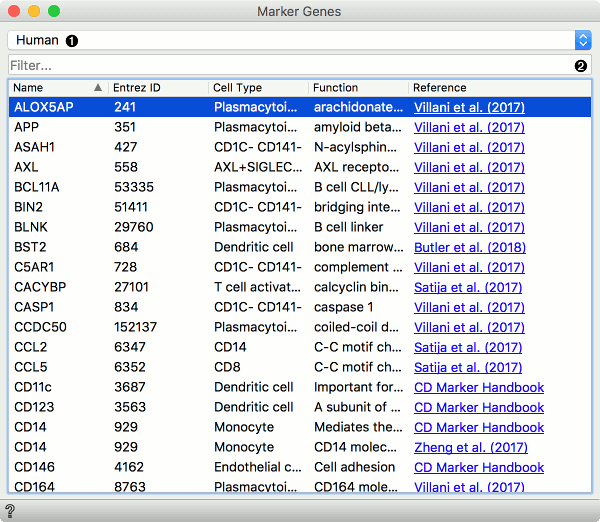 Marker Genes
Human 1
Filter... 2
Name Entrez ID Cell Type Function Reference
ALOX5AP 241 Plasmacytoi... arachidonate... Villani et al. (2017)
APP 351 Plasmacytoi... amyloid beta... Villani et al. (2017)
ASAH1 427 CD1C- CD141- N-acylsphin... Villani et al. (2017)
AXL 558 AXL+SIGLEC... AXL recepto... Villani et al. (2017)
BCL11A 53335 Plasmacytoi... B cell CLL/ly... Villani et al. (2017)
BIN2 51411 CD1C- CD141- bridging inte... Villani et al. (2017)
BLNK 29760 Plasmacytoi... B cell linker Villani et al. (2017)
BST2 684 Dendritic cell bone marrow... Butler et al. (2018)
C5AR1 728 CD1C- CD141- complement ... Villani et al. (2017)
CACYBP 27101 T cell activat... calcyclin bin... Satija et al. (2017)
CASP1 834 CD1C- CD141- caspase 1 Villani et al. (2017)
CCDC50 152137 Plasmacytoi... coiled-coil d... Villani et al. (2017)
CCL2 6347 CD14 C-C motif ch... Satija et al. (2017)
CCL5 6352 CD8 C-C motif ch... Satija et al. (2017)
CD11c 3687 Dendritic cell Important for... CD Marker Handbook
CD123 3563 Dendritic cell A subunit of ... CD Marker Handbook
CD14 929 Monocyte Mediates the... CD Marker Handbook
CD14 929 Monocyte CD14 molec... Zheng et al. (2017)
CD146 4162 Endothelial c... Cell adhesion CD Marker Handbook
CD164 8763 Plasmacytoi... CD164 mole... Villani et al. (2017)
?